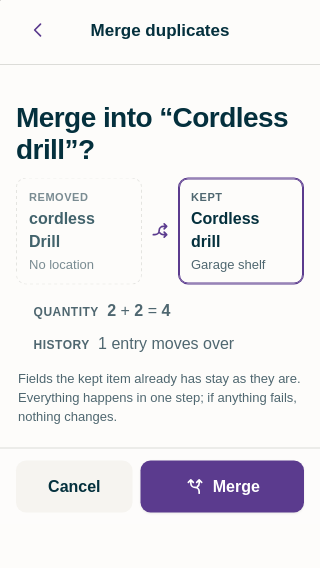 Merge duplicates
Merge into “Cordless
drill”?
REMOVED
cordless
Drill
No location
KEPT
Cordless
drill
Garage shelf
QUANTITY 2 + 2 = 4
HISTORY 1 entry moves over
Fields the kept item already has stay as they are.
Everything happens in one step; if anything fails,
nothing changes.
Cancel
Merge